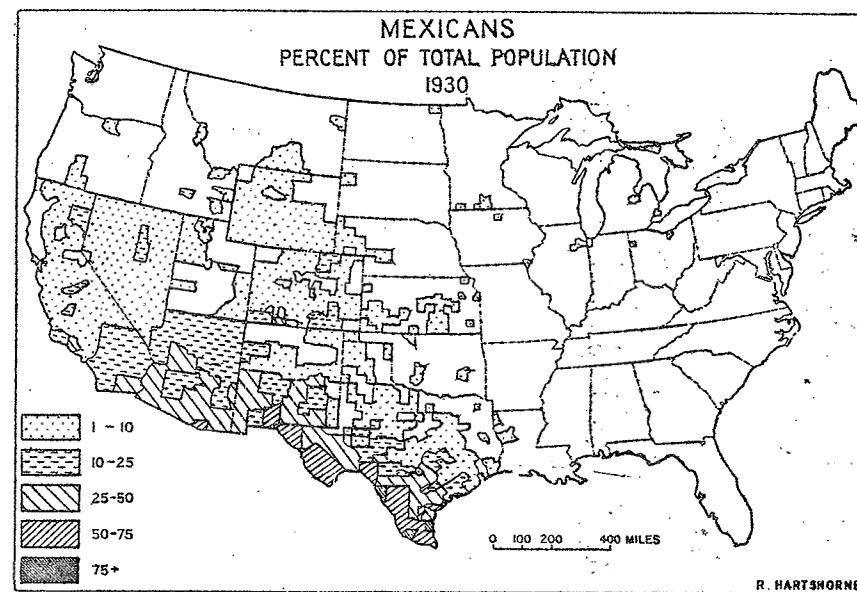 MEXICANS
PERCENT OF TOTAL POPULATION
1930
1 - 10
10-25
25-50
50-75
75+
0 100 200 400 MILES
R. HARTSHORNE